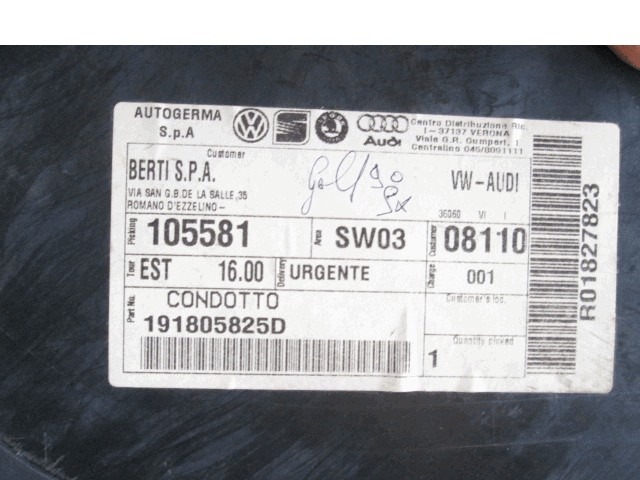 AUTOGERMA
S.p.A
Audi
Centro Distribuzione Ric.
I-37137 VERONA
Viale G.R. Gumpert, 1
Centralino 045/8091111
Customer
BERTI S.P.A.
VIA SAN G.B.DE LA SALLE,35
ROMANO D'EZZELINO-
Golf 90
sx
VW-AUDI
36060 VI I
Picking
105581
Area
SW03
Customer
08110
Tour
EST 16.00
Delivery
URGENTE
Change
001
Part No.
CONDOTTO
191805825D
Customer's loc.
Quantity picked
1
R01827823